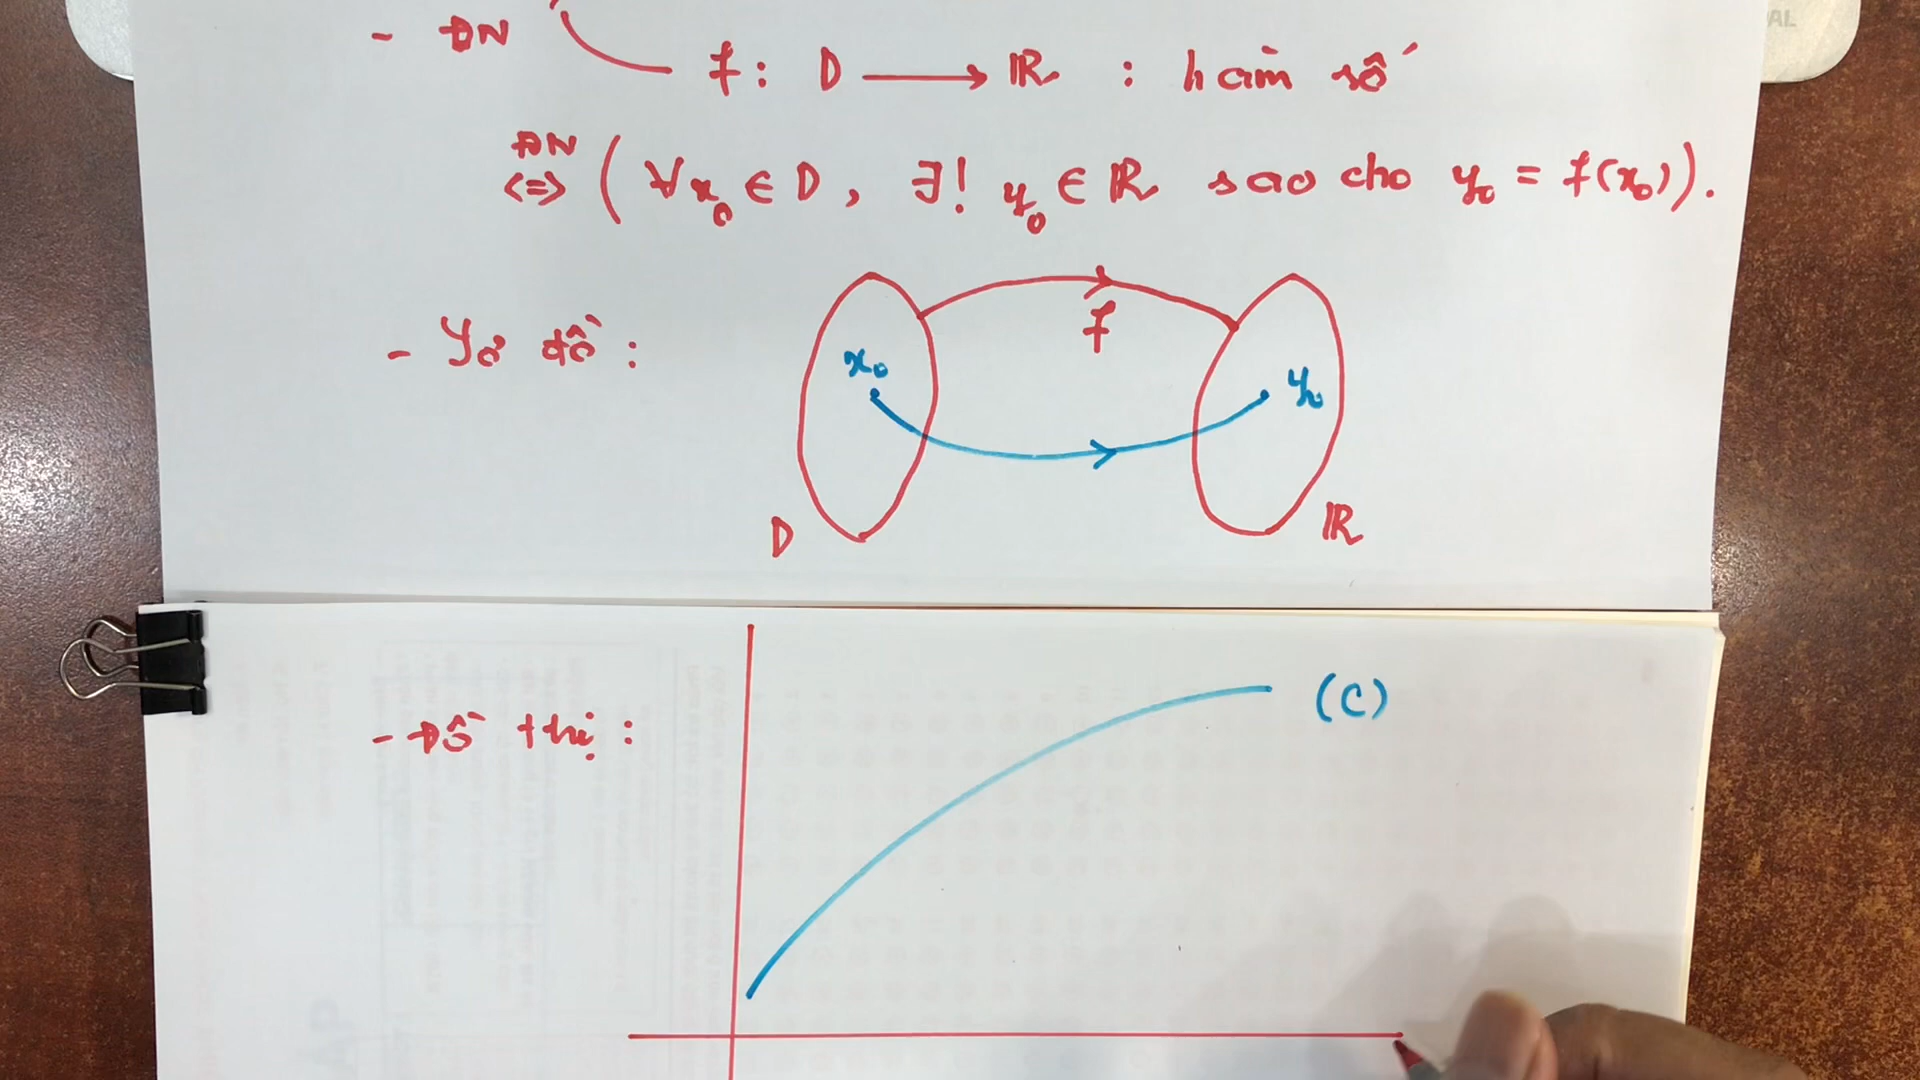 - ĐN
f: D ⟶ ℝ : hàm số
ĐN
<=> ( ∀x₀ ∈ D, ∃! y₀ ∈ ℝ sao cho y₀ = f(x₀)).
- Sơ đồ :
f
x₀
y₀
D
ℝ
- Đồ thị :
(C)